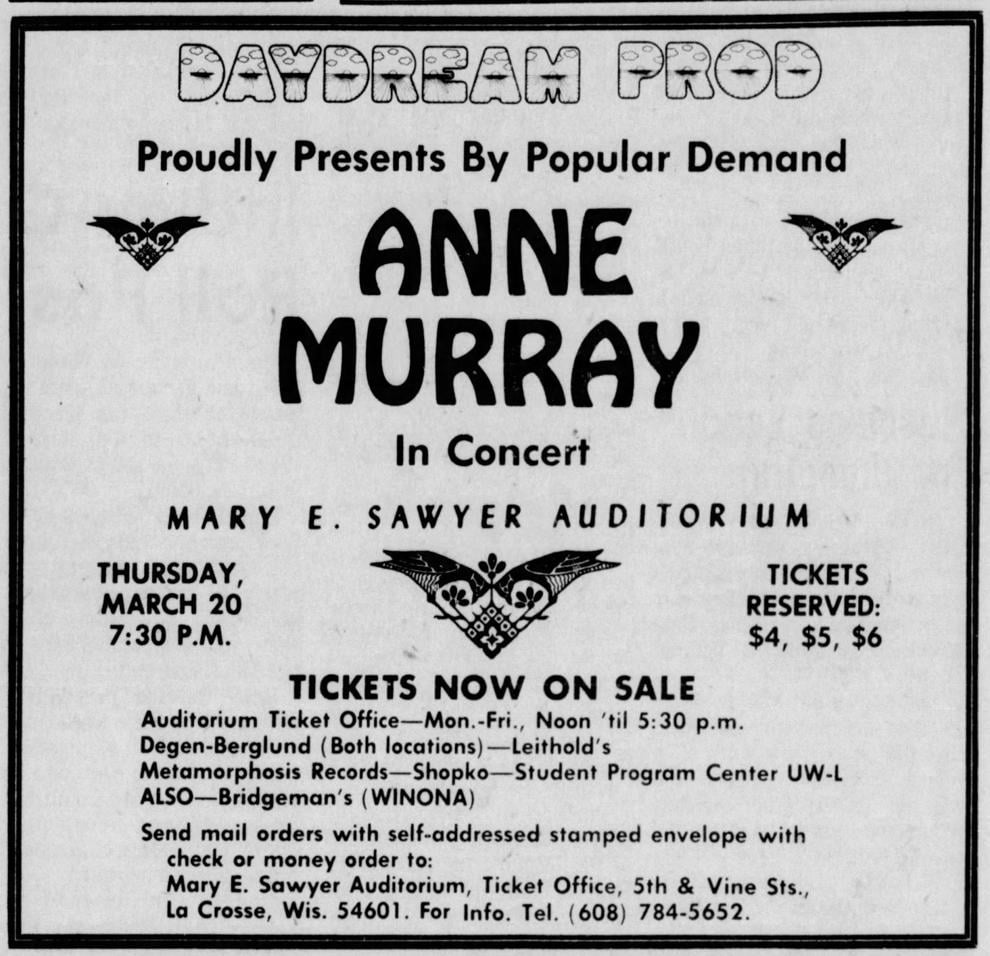 DAYDREAM PROD
Proudly Presents By Popular Demand
ANNE
MURRAY
In Concert
MARY E. SAWYER AUDITORIUM
THURSDAY,
MARCH 20
7:30 P.M.
TICKETS
RESERVED:
$4, $5, $6
TICKETS NOW ON SALE
Auditorium Ticket Office—Mon.-Fri., Noon 'til 5:30 p.m.
Degen-Berglund (Both locations)—Leithold's
Metamorphosis Records—Shopko—Student Program Center UW-L
ALSO—Bridgeman's (WINONA)
Send mail orders with self-addressed stamped envelope with
check or money order to:
Mary E. Sawyer Auditorium, Ticket Office, 5th & Vine Sts.,
La Crosse, Wis. 54601. For Info. Tel. (608) 784-5652.